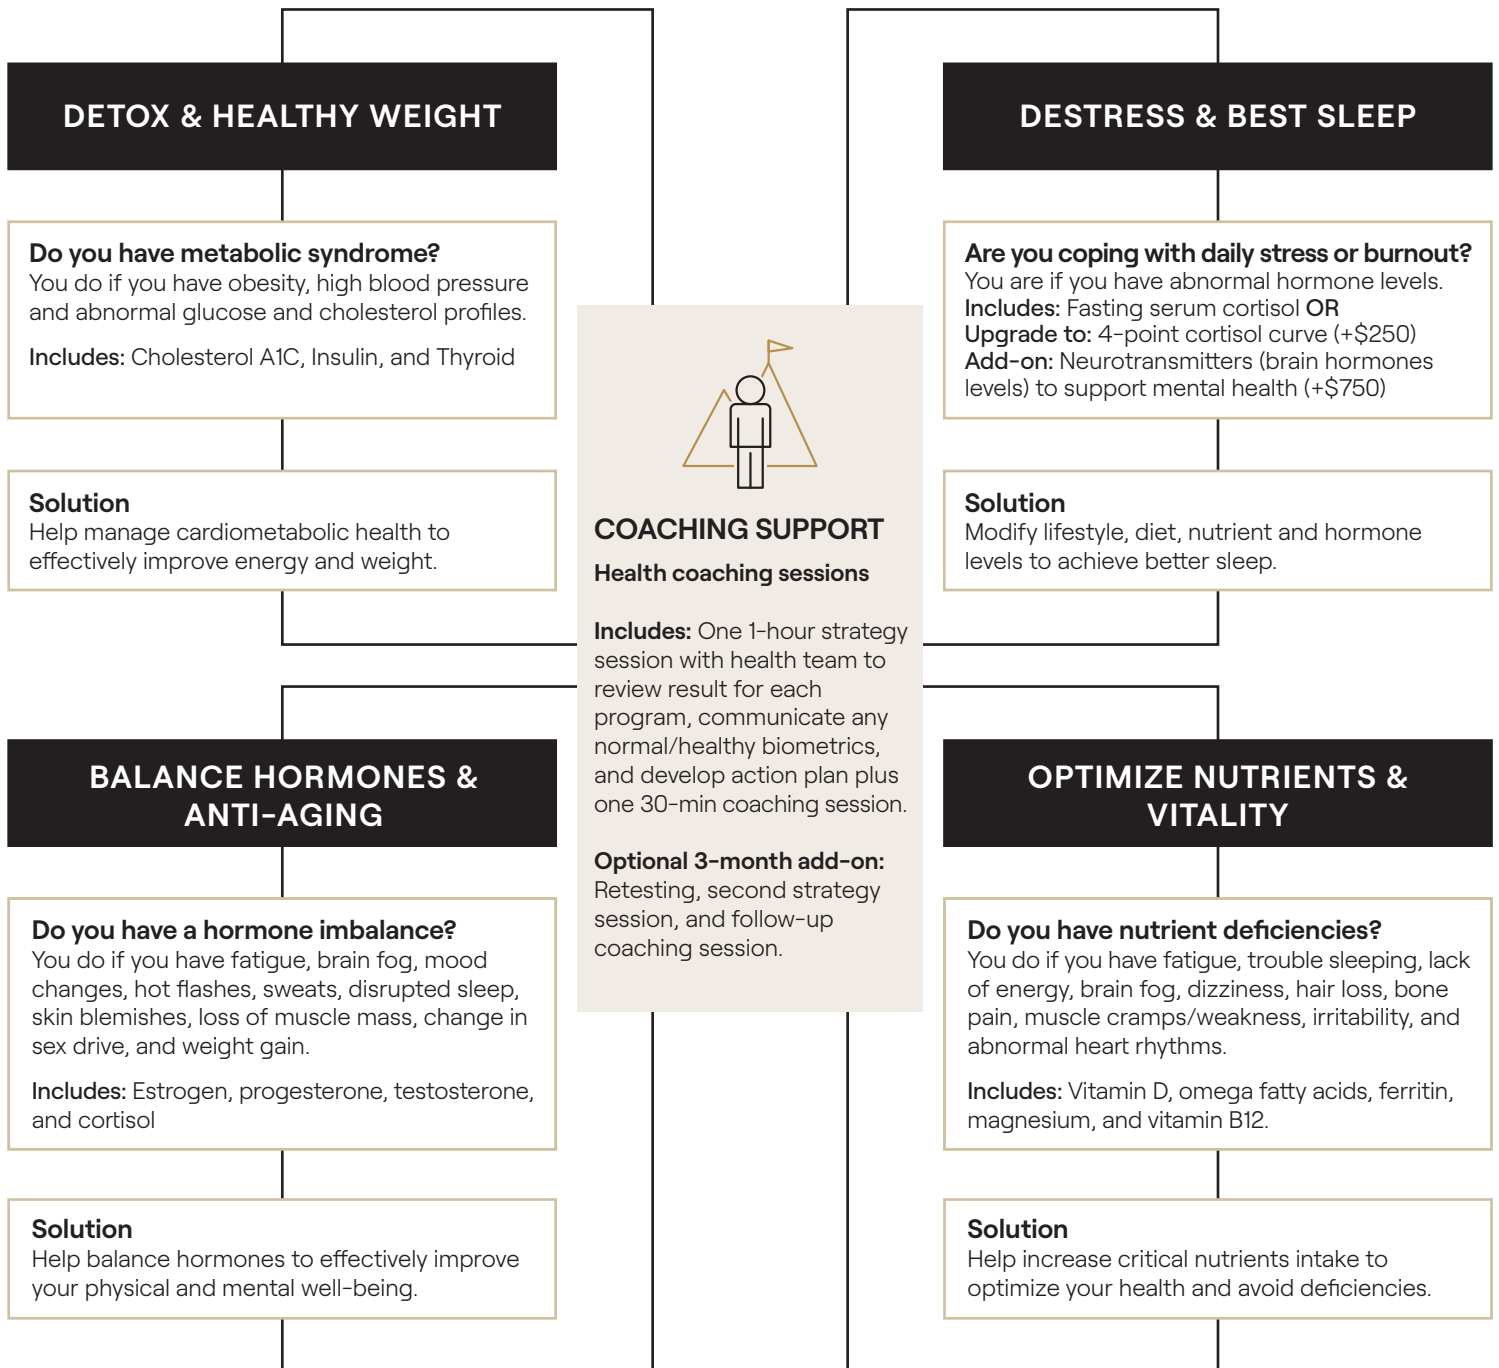 DETOX & HEALTHY WEIGHT
Do you have metabolic syndrome?
You do if you have obesity, high blood pressure
and abnormal glucose and cholesterol profiles.
Includes: Cholesterol A1C, Insulin, and Thyroid
Solution
Help manage cardiometabolic health to
effectively improve energy and weight.
DESTRESS & BEST SLEEP
Are you coping with daily stress or burnout?
You are if you have abnormal hormone levels.
Includes: Fasting serum cortisol OR
Upgrade to: 4-point cortisol curve (+$250)
Add-on: Neurotransmitters (brain hormones
levels) to support mental health (+$750)
Solution
Modify lifestyle, diet, nutrient and hormone
levels to achieve better sleep.
COACHING SUPPORT
Health coaching sessions
Includes: One 1-hour strategy
session with health team to
review result for each
program, communicate any
normal/healthy biometrics,
and develop action plan plus
one 30-min coaching session.
Optional 3-month add-on:
Retesting, second strategy
session, and follow-up
coaching session.
BALANCE HORMONES &
ANTI-AGING
Do you have a hormone imbalance?
You do if you have fatigue, brain fog, mood
changes, hot flashes, sweats, disrupted sleep,
skin blemishes, loss of muscle mass, change in
sex drive, and weight gain.
Includes: Estrogen, progesterone, testosterone,
and cortisol
Solution
Help balance hormones to effectively improve
your physical and mental well-being.
OPTIMIZE NUTRIENTS &
VITALITY
Do you have nutrient deficiencies?
You do if you have fatigue, trouble sleeping, lack
of energy, brain fog, dizziness, hair loss, bone
pain, muscle cramps/weakness, irritability, and
abnormal heart rhythms.
Includes: Vitamin D, omega fatty acids, ferritin,
magnesium, and vitamin B12.
Solution
Help increase critical nutrients intake to
optimize your health and avoid deficiencies.